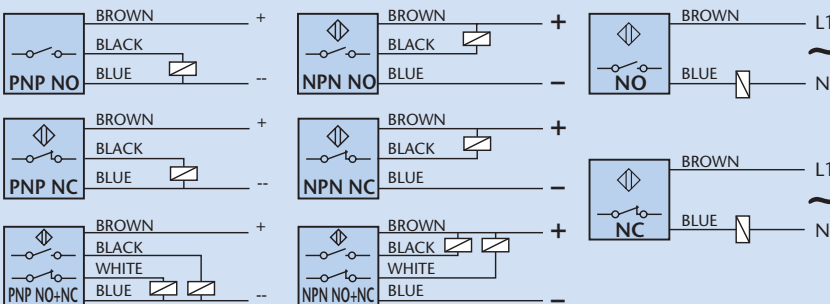 BROWN +
BLACK
BLUE --
PNP NO
BROWN +
BLACK
BLUE --
PNP NC
BROWN +
BLACK
WHITE
BLUE --
PNP NO+NC
BROWN +
BLACK
BLUE –
NPN NO
BROWN +
BLACK
BLUE –
NPN NC
BROWN +
BLACK
WHITE
BLUE –
NPN NO+NC
BROWN L1
~
BLUE N
NO
BROWN L1
~
BLUE N
NC